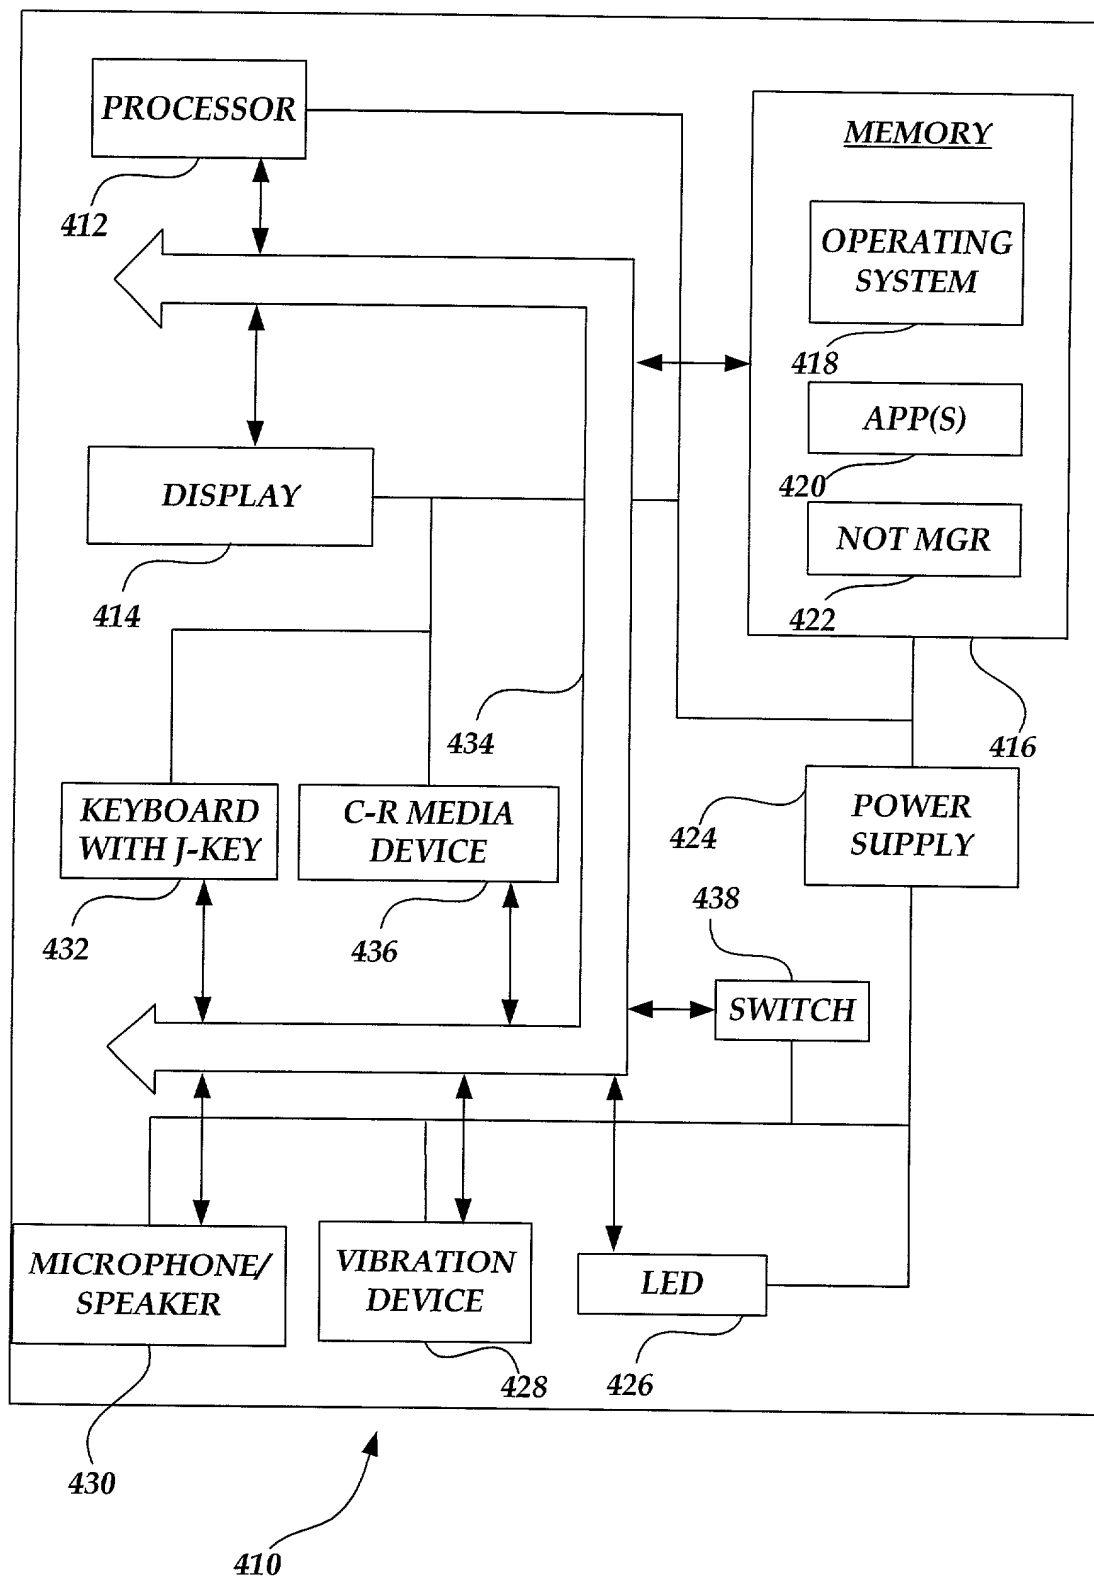 PROCESSOR
412
MEMORY
OPERATING
SYSTEM
418
APP(S)
420
NOT MGR
422
416
DISPLAY
414
434
KEYBOARD
WITH J-KEY
432
C-R MEDIA
DEVICE
436
424
POWER
SUPPLY
438
SWITCH
MICROPHONE/
SPEAKER
430
VIBRATION
DEVICE
428
LED
426
410